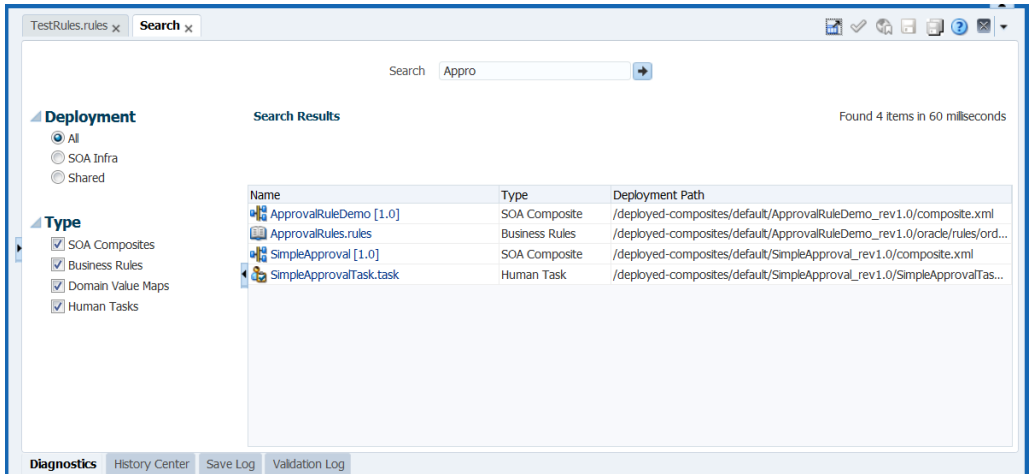 TestRules.rules
Search
Search Appro
Deployment
All
SOA Infra
Shared
Type
SOA Composites
Business Rules
Domain Value Maps
Human Tasks
Search Results
Found 4 items in 60 milliseconds
Name Type Deployment Path
ApprovalRuleDemo [1.0] SOA Composite /deployed-composites/default/ApprovalRuleDemo_rev1.0/composite.xml
ApprovalRules.rules Business Rules /deployed-composites/default/ApprovalRuleDemo_rev1.0/oracle/rules/ord...
SimpleApproval [1.0] SOA Composite /deployed-composites/default/SimpleApproval_rev1.0/composite.xml
SimpleApprovalTask.task Human Task /deployed-composites/default/SimpleApproval_rev1.0/SimpleApprovalTas...
Diagnostics History Center Save Log Validation Log